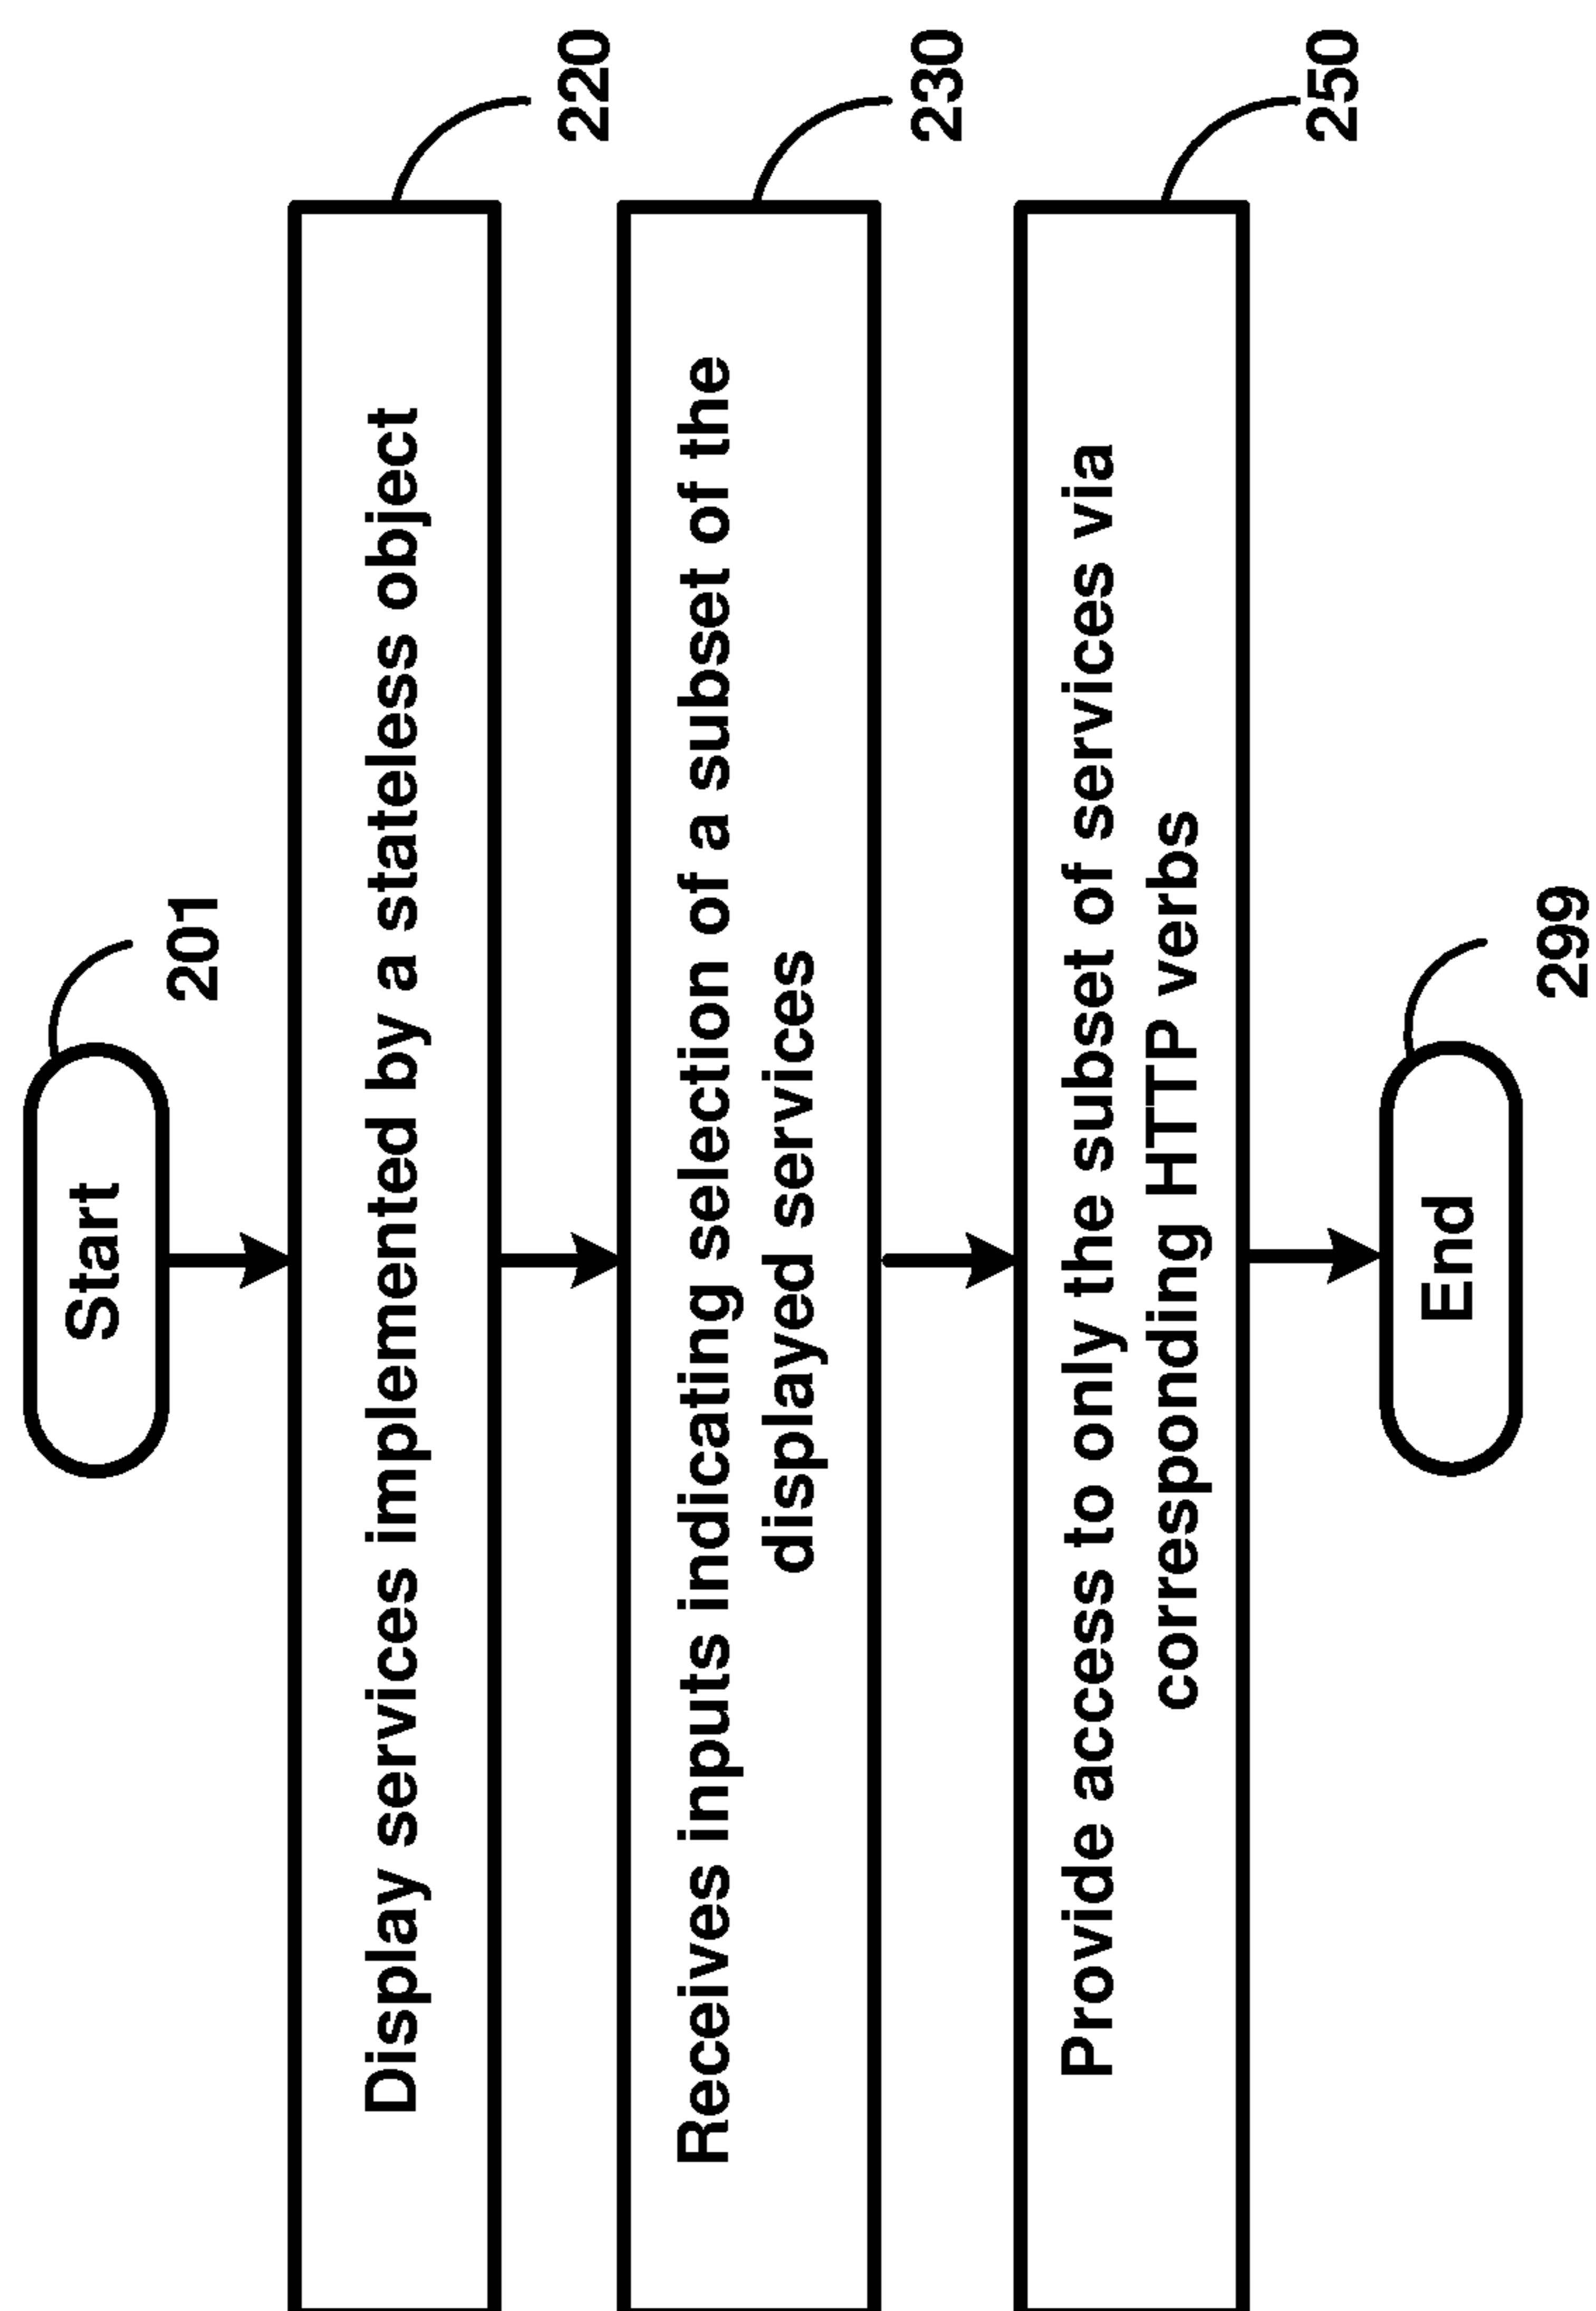 Start
201
Display services implemented by a stateless object
220
Receives inputs indicating selection of a subset of the
displayed services
230
Provide access to only the subset of services via
corresponding HTTP verbs
250
End
299